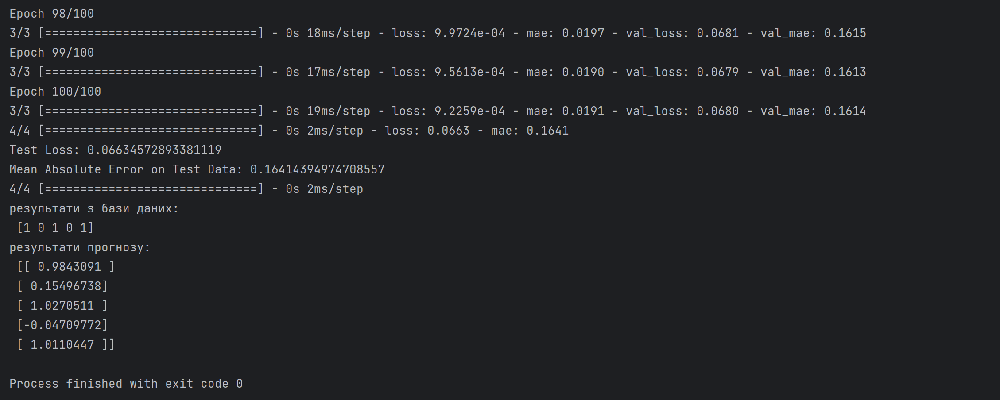 Epoch 98/100
3/3 [==============================] - 0s 18ms/step - loss: 9.9724e-04 - mae: 0.0197 - val_loss: 0.0681 - val_mae: 0.1615
Epoch 99/100
3/3 [==============================] - 0s 17ms/step - loss: 9.5613e-04 - mae: 0.0190 - val_loss: 0.0679 - val_mae: 0.1613
Epoch 100/100
3/3 [==============================] - 0s 19ms/step - loss: 9.2259e-04 - mae: 0.0191 - val_loss: 0.0680 - val_mae: 0.1614
4/4 [==============================] - 0s 2ms/step - loss: 0.0663 - mae: 0.1641
Test Loss: 0.06634572893381119
Mean Absolute Error on Test Data: 0.16414394974708557
4/4 [==============================] - 0s 2ms/step
результати з бази даних:
[1 0 1 0 1]
результати прогнозу:
[[ 0.9843091 ]
[ 0.15496738]
[ 1.0270511 ]
[-0.04709772]
[ 1.0110447 ]]
Process finished with exit code 0